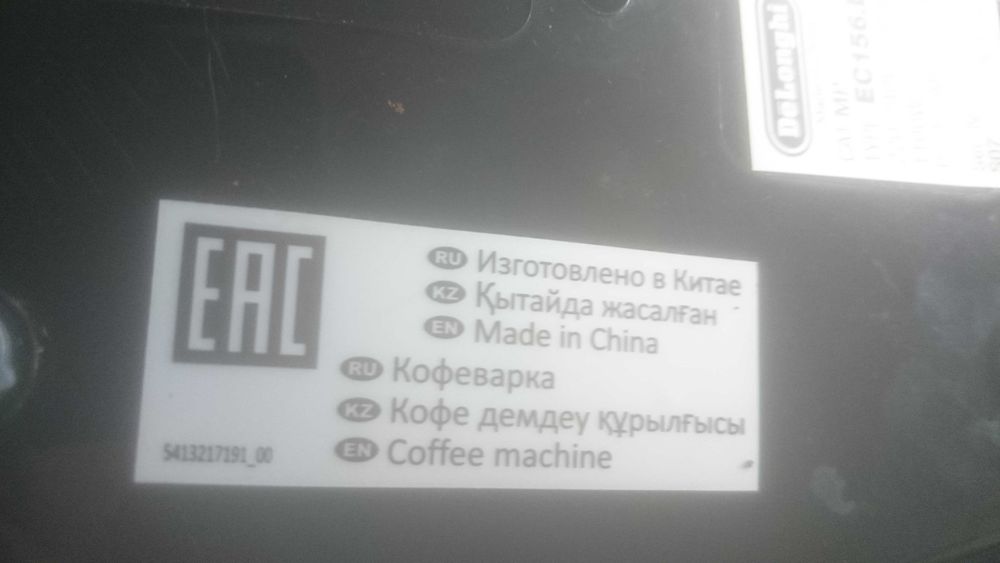 EAC
RU Изготовлено в Китае
KZ Қытайда жасалған
EN Made in China
RU Кофеварка
KZ Кофе демдеу құрылғысы
EN Coffee machine
5413217191_00
DeLonghi
EC156.